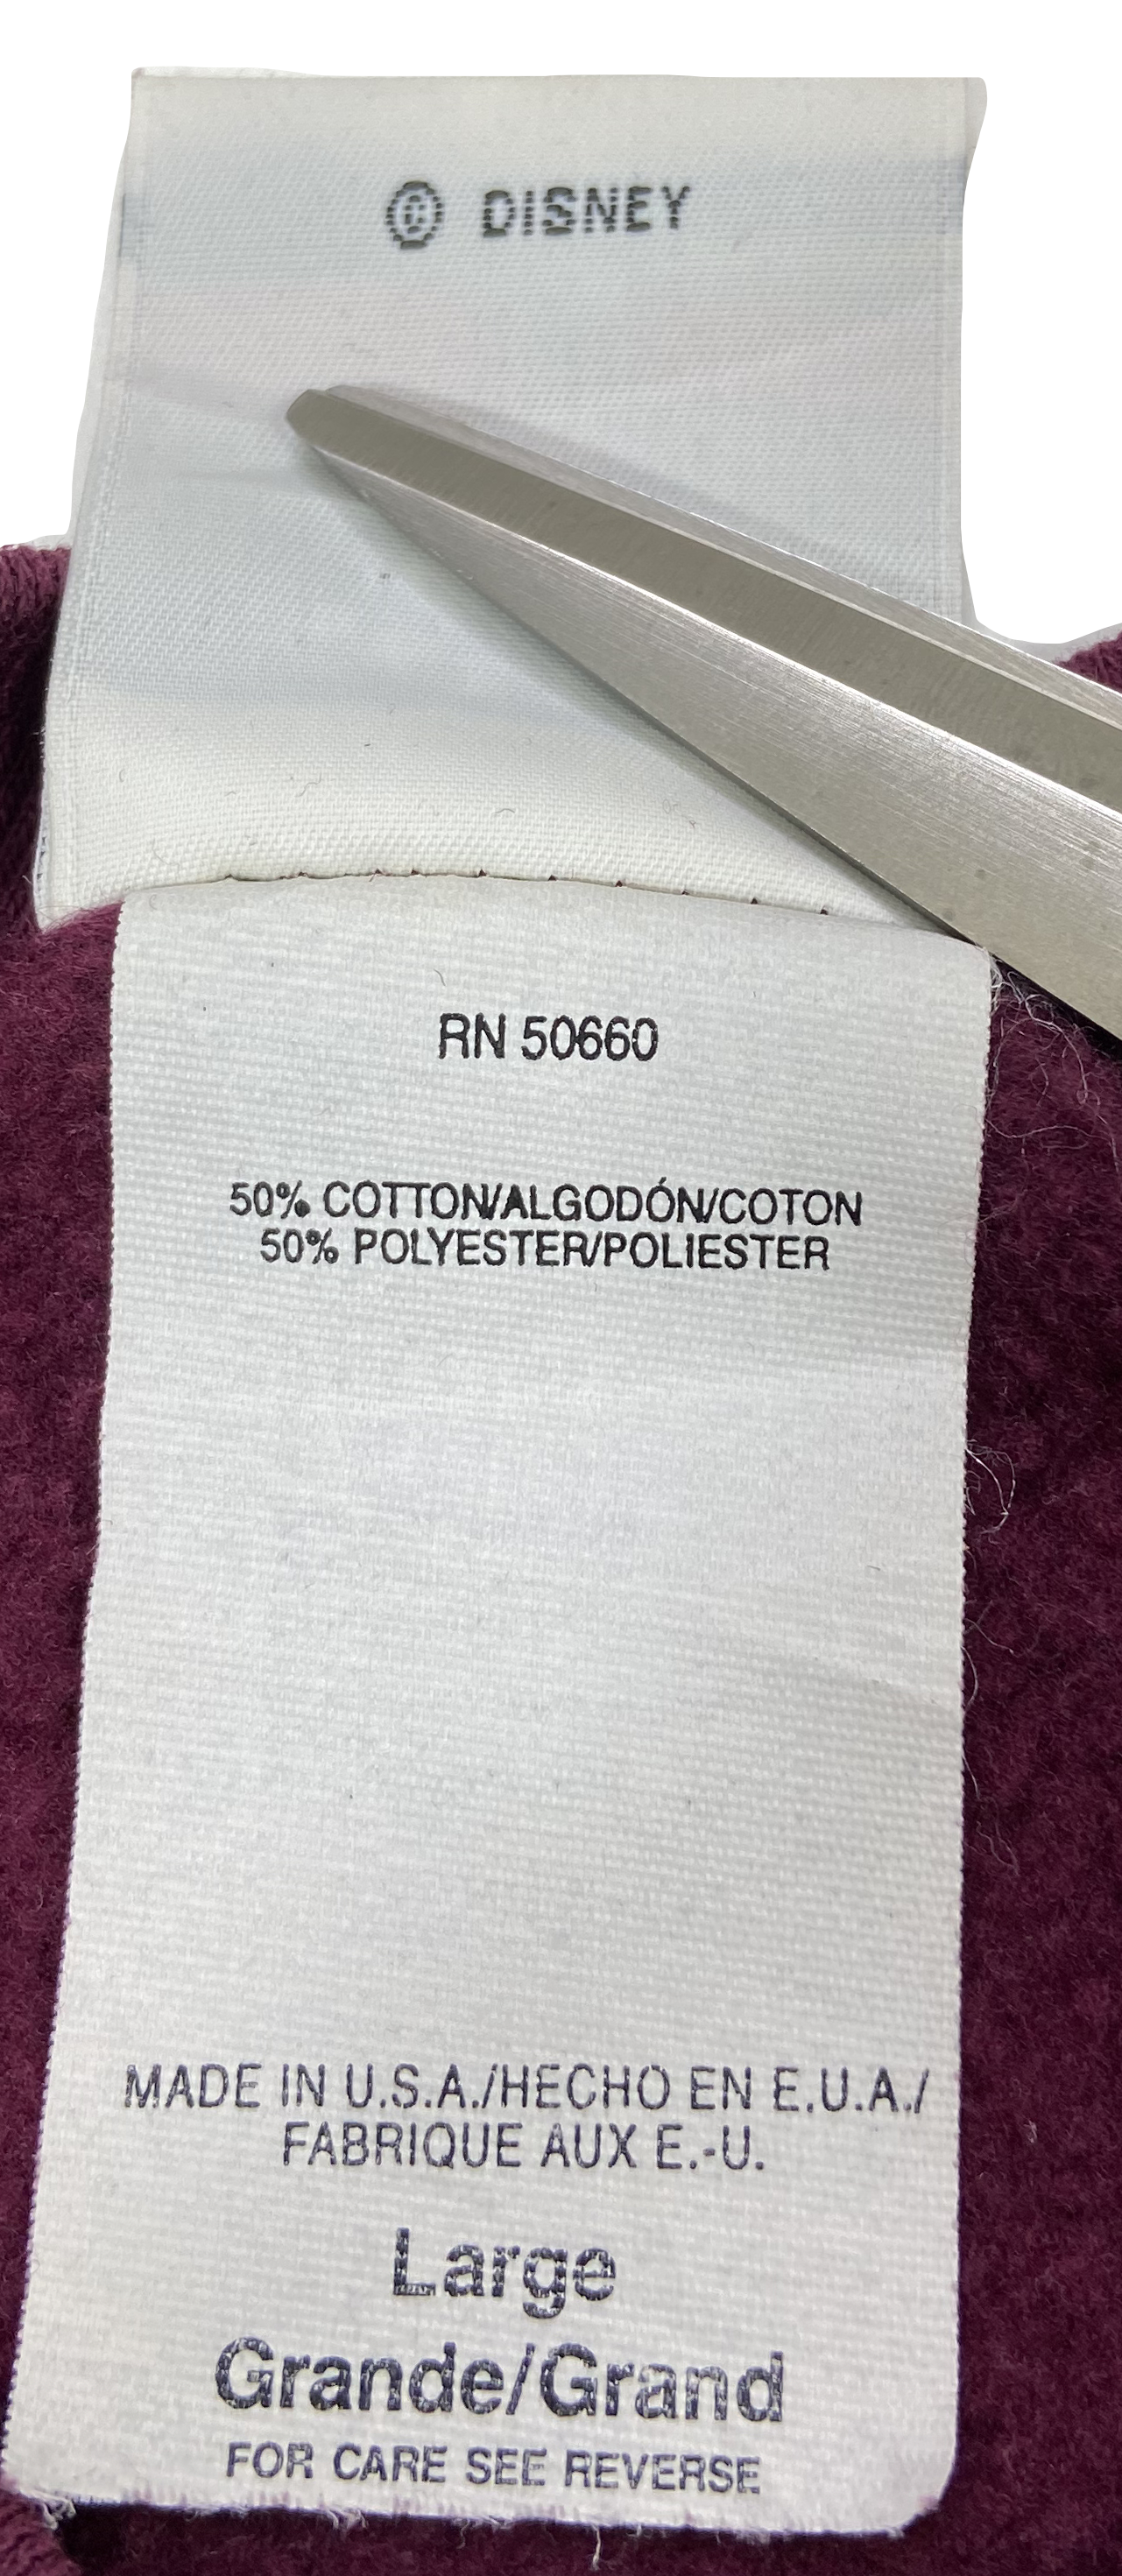 © DISNEY
RN 50660
50% COTTON/ALGODÓN/COTON
50% POLYESTER/POLIESTER
MADE IN U.S.A./HECHO EN E.U.A./
FABRIQUE AUX E.-U.
Large
Grande/Grand
FOR CARE SEE REVERSE